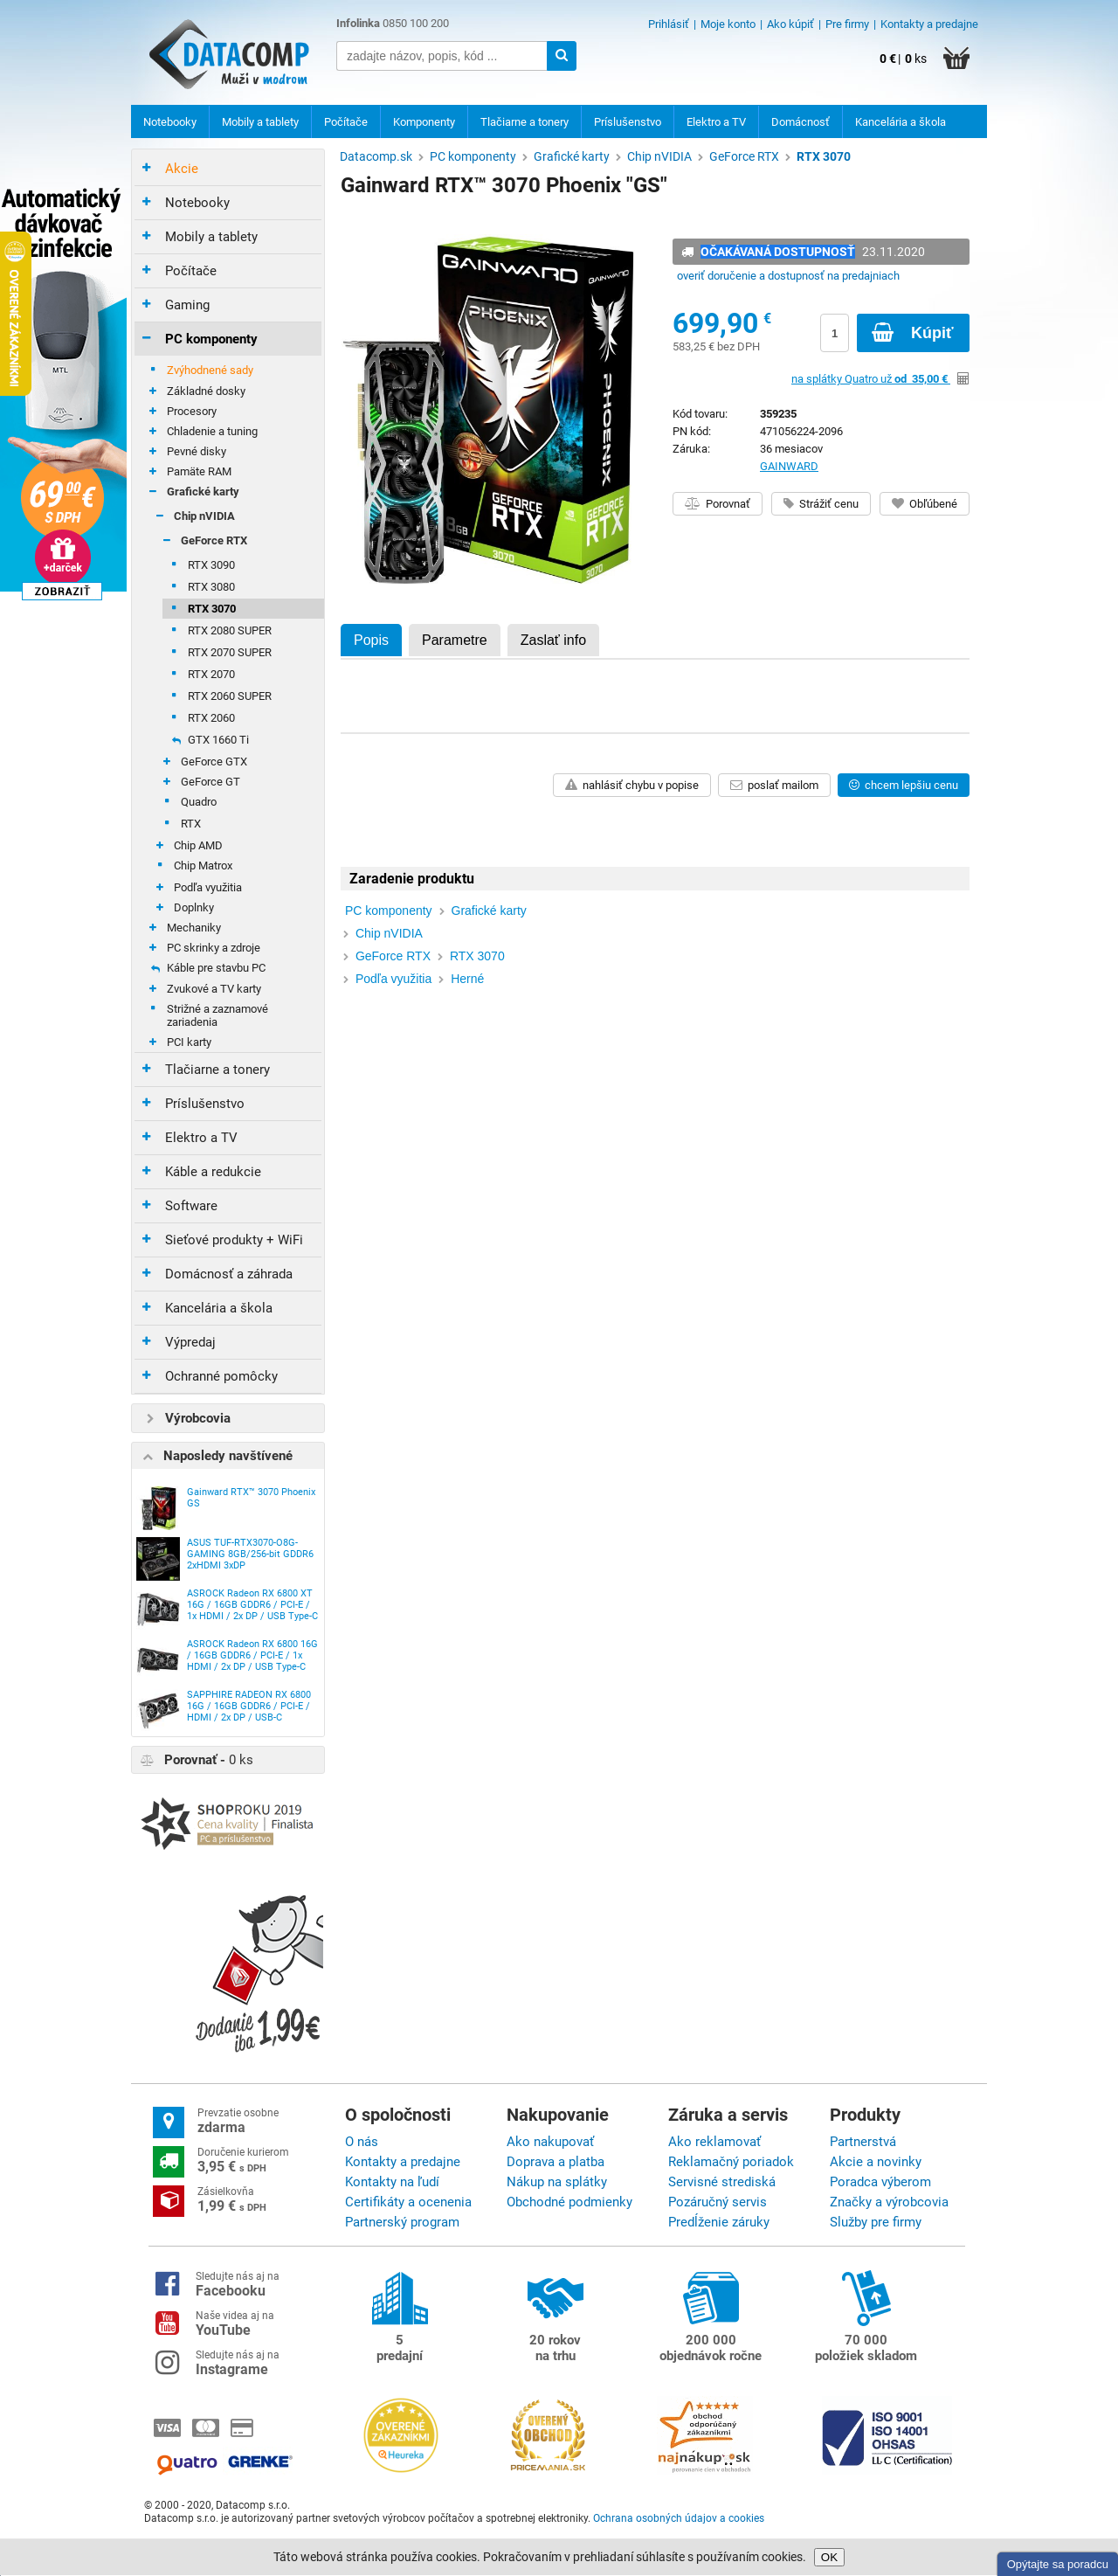 DATACOMP
Muži v modrom
Infolinka 0850 100 200
zadajte názov, popis, kód ...
Prihlásiť | Moje konto | Ako kúpiť | Pre firmy | Kontakty a predajne
0 € | 0 ks
Notebooky Mobily a tablety Počítače Komponenty Tlačiarne a tonery Príslušenstvo Elektro a TV Domácnosť Kancelária a škola
Automatický
dávkovač
zinfekcie
OVERENÉ ZÁKAZNÍKMI
MTL
69 00 €
S DPH
+darček
ZOBRAZIŤ
Akcie
Notebooky
Mobily a tablety
Počítače
Gaming
PC komponenty
Zvýhodnené sady
Základné dosky
Procesory
Chladenie a tuning
Pevné disky
Pamäte RAM
Grafické karty
Chip nVIDIA
GeForce RTX
RTX 3090
RTX 3080
RTX 3070
RTX 2080 SUPER
RTX 2070 SUPER
RTX 2070
RTX 2060 SUPER
RTX 2060
GTX 1660 Ti
GeForce GTX
GeForce GT
Quadro
RTX
Chip AMD
Chip Matrox
Podľa využitia
Doplnky
Mechaniky
PC skrinky a zdroje
Káble pre stavbu PC
Zvukové a TV karty
Strižné a zaznamové
zariadenia
PCI karty
Tlačiarne a tonery
Príslušenstvo
Elektro a TV
Káble a redukcie
Software
Sieťové produkty + WiFi
Domácnosť a záhrada
Kancelária a škola
Výpredaj
Ochranné pomôcky
Výrobcovia
Naposledy navštívené
Gainward RTX™ 3070 Phoenix
GS
ASUS TUF-RTX3070-O8G-
GAMING 8GB/256-bit GDDR6
2xHDMI 3xDP
ASROCK Radeon RX 6800 XT
16G / 16GB GDDR6 / PCI-E /
1x HDMI / 2x DP / USB Type-C
ASROCK Radeon RX 6800 16G
/ 16GB GDDR6 / PCI-E / 1x
HDMI / 2x DP / USB Type-C
SAPPHIRE RADEON RX 6800
16G / 16GB GDDR6 / PCI-E /
HDMI / 2x DP / USB-C
Porovnať - 0 ks
SHOPROKU 2019
Cena kvality | Finalista
PC a príslušenstvo
Dodanie
iba 1,99€
Datacomp.sk > PC komponenty > Grafické karty > Chip nVIDIA > GeForce RTX > RTX 3070
Gainward RTX™ 3070 Phoenix "GS"
GAINWARD
GAINWARD
PHOENIX
PHOENIX
GEFORCE
RTX
3070
8GB
GEFORCE
RTX
3070
OČAKÁVANÁ DOSTUPNOSŤ 23.11.2020
overiť doručenie a dostupnosť na predajniach
699,90 €
583,25 € bez DPH
1
Kúpiť
na splátky Quatro už od 35,00 €
Kód tovaru: 359235
PN kód: 471056224-2096
Záruka: 36 mesiacov
GAINWARD
Porovnať Strážiť cenu Obľúbené
Popis Parametre Zaslať info
nahlásiť chybu v popise poslať mailom chcem lepšiu cenu
Zaradenie produktu
PC komponenty > Grafické karty
> Chip nVIDIA
> GeForce RTX > RTX 3070
> Podľa využitia > Herné
Prevzatie osobne
zdarma
Doručenie kurierom
3,95 € s DPH
Zásielkovňa
1,99 € s DPH
O spoločnosti
O nás
Kontakty a predajne
Kontakty na ľudí
Certifikáty a ocenenia
Partnerský program
Nakupovanie
Ako nakupovať
Doprava a platba
Nákup na splátky
Obchodné podmienky
Záruka a servis
Ako reklamovať
Reklamačný poriadok
Servisné strediská
Pozáručný servis
Predĺženie záruky
Produkty
Partnerstvá
Akcie a novinky
Poradca výberom
Značky a výrobcovia
Služby pre firmy
Sledujte nás aj na
Facebooku
Naše videa aj na
YouTube
Sledujte nás aj na
Instagrame
5
predajní
20 rokov
na trhu
200 000
objednávok ročne
70 000
položiek skladom
VISA
Quatro GRENKE
OVERENÉ
ZÁKAZNÍKMI
Heureka
OVERENÝ
OBCHOD
PRICEMANIA.SK
obchod
odporúčaný
zákazníkmi
najnákup.sk
porovnanie cien v obchodoch
ISO 9001
ISO 14001
OHSAS
LL-C (Certification)
© 2000 - 2020, Datacomp s.r.o.
Datacomp s.r.o. je autorizovaný partner svetových výrobcov počítačov a spotrebnej elektroniky. Ochrana osobných údajov a cookies
Táto webová stránka používa cookies. Pokračovaním v prehliadaní súhlasíte s používaním cookies. OK
Opýtajte sa poradcu